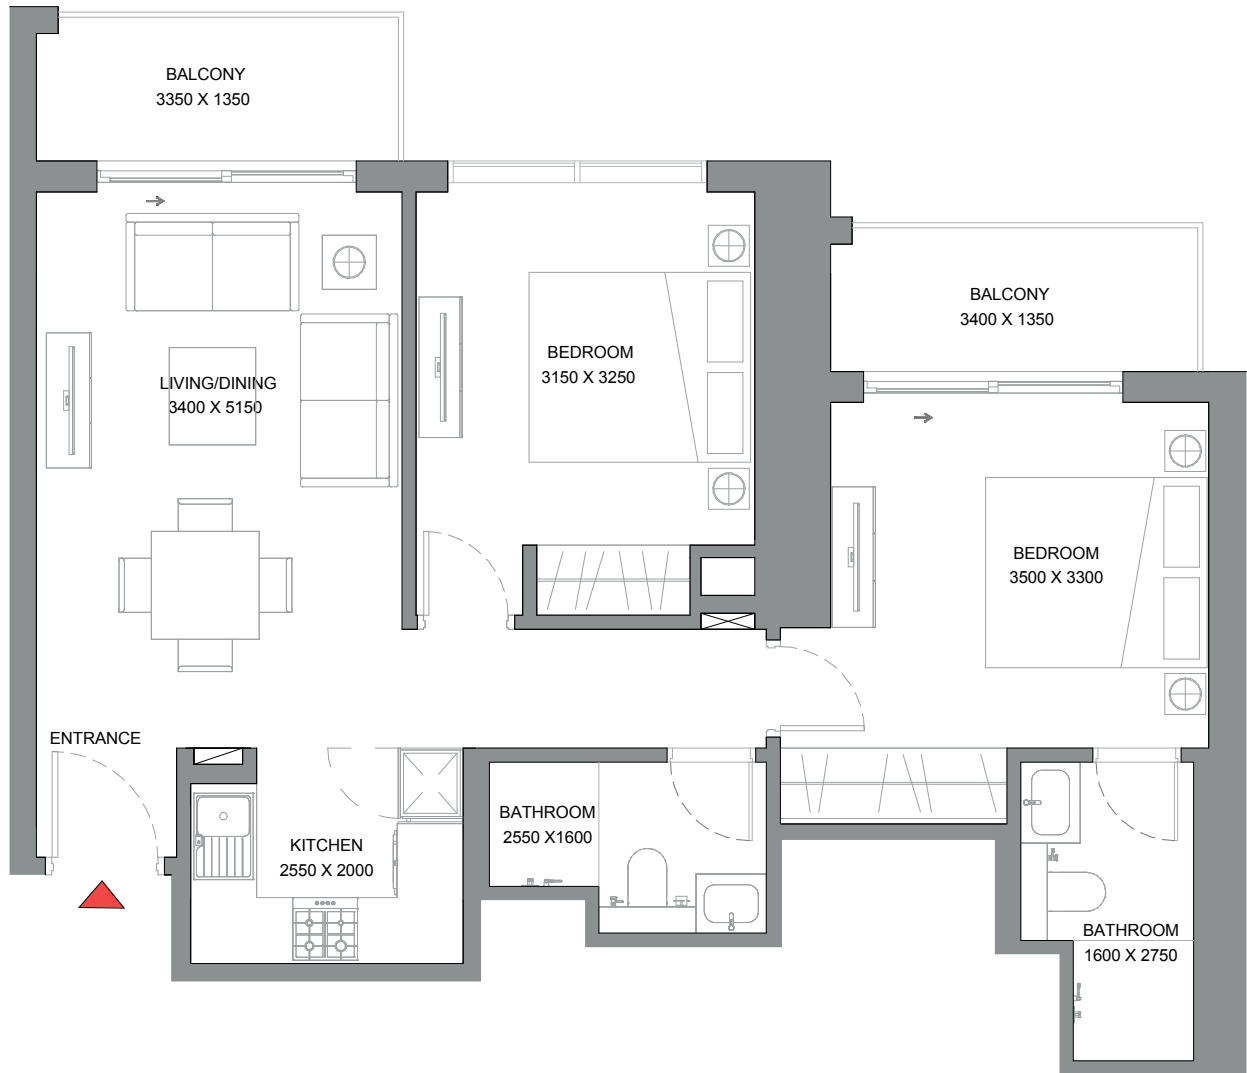 BALCONY
3350 X 1350
BALCONY
3400 X 1350
BEDROOM
3150 X 3250
LIVING/DINING
3400 X 5150
BEDROOM
3500 X 3300
ENTRANCE
BATHROOM
2550 X1600
KITCHEN
2550 X 2000
BATHROOM
1600 X 2750